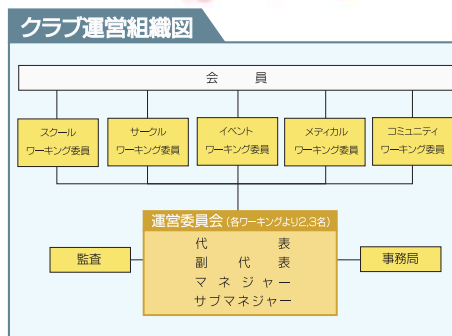 クラブ運営組織図
会員
スクール
ワーキング委員
サークル
ワーキング委員
イベント
ワーキング委員
メディカル
ワーキング委員
コミュニティ
ワーキング委員
運営委員会(各ワーキングより2,3名)
代表
副代表
マネジャー
サブマネジャー
監査
事務局